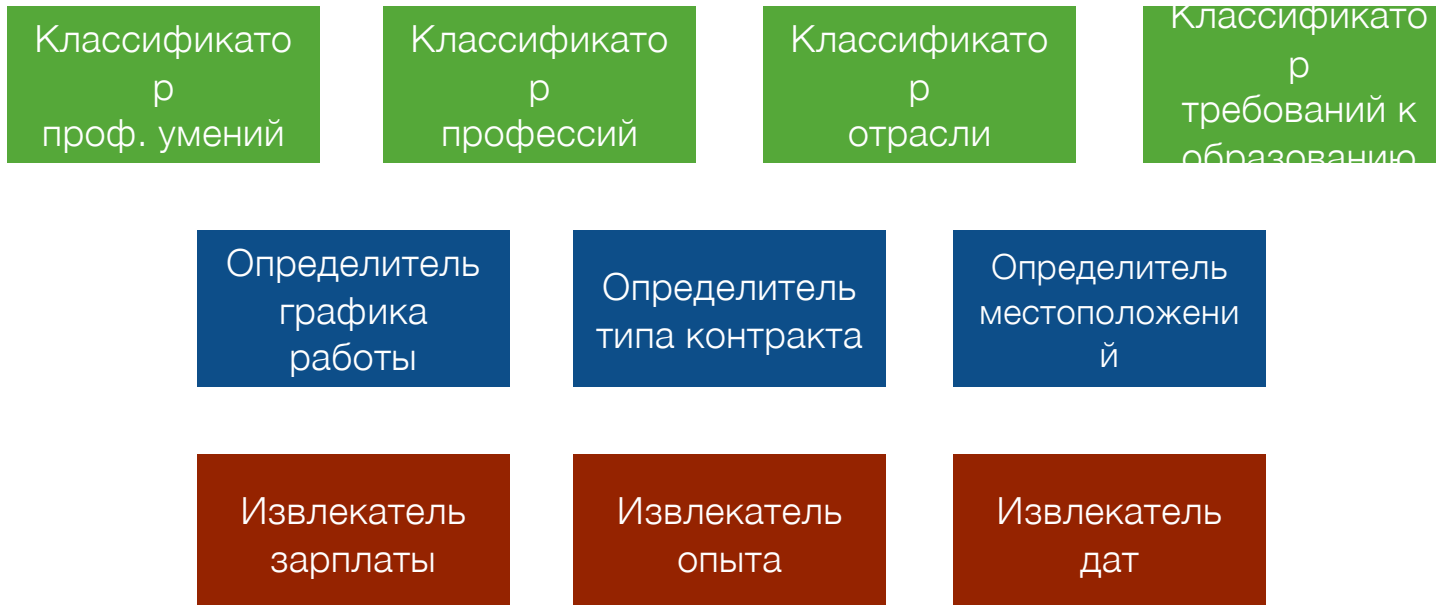 Классификато
р
проф. умений
Классификато
р
профессий
Классификато
р
отрасли
Классификато
р
требований к
образованию
Определитель
графика
работы
Определитель
типа контракта
Определитель
местоположени
й
Извлекатель
зарплаты
Извлекатель
опыта
Извлекатель
дат